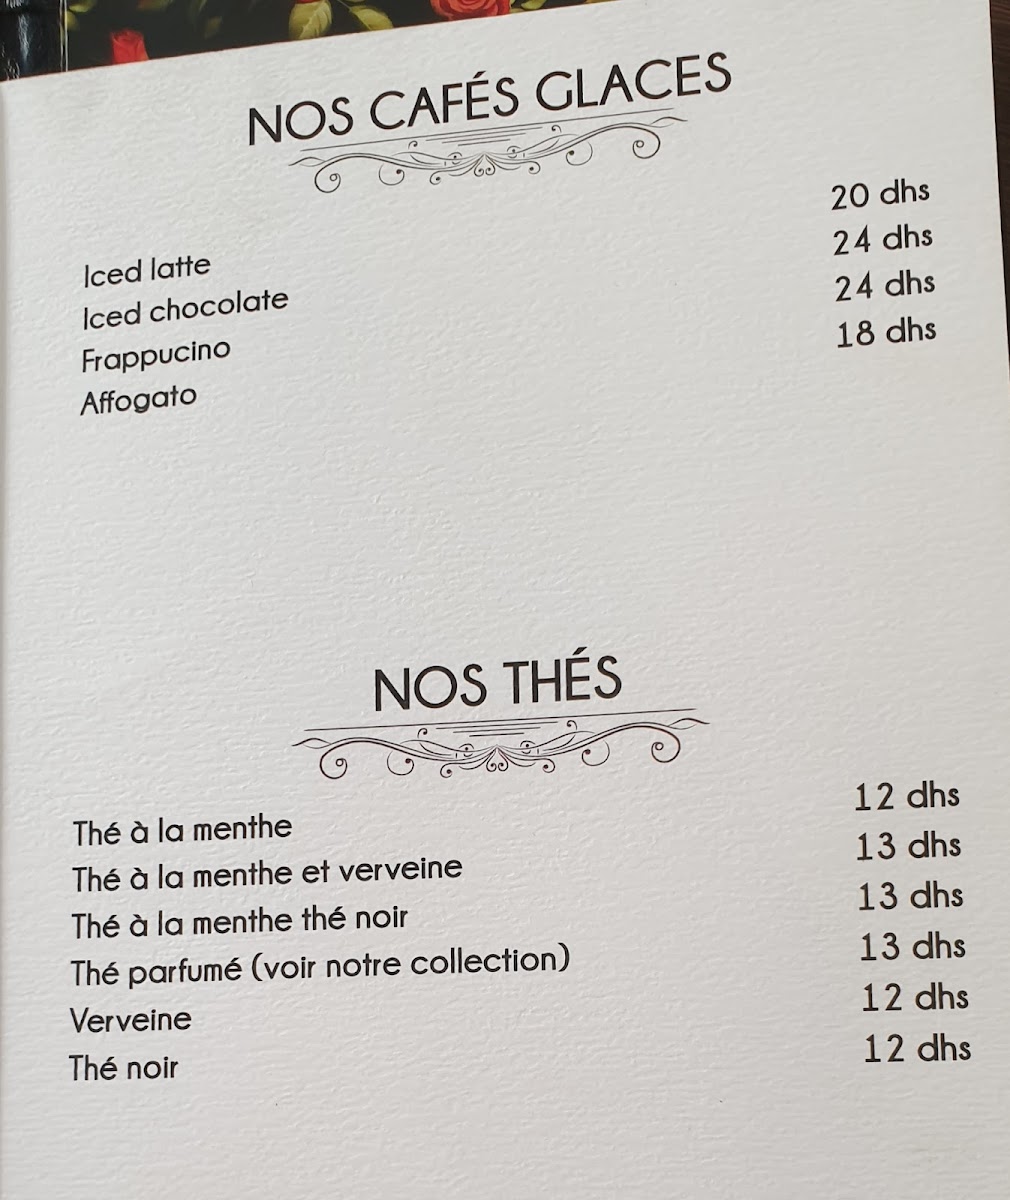 NOS CAFÉS GLACES
Iced latte 20 dhs
Iced chocolate 24 dhs
Frappucino 24 dhs
Affogato 18 dhs
NOS THÉS
Thé à la menthe 12 dhs
Thé à la menthe et verveine 13 dhs
Thé à la menthe thé noir 13 dhs
Thé parfumé (voir notre collection) 13 dhs
Verveine 12 dhs
Thé noir 12 dhs